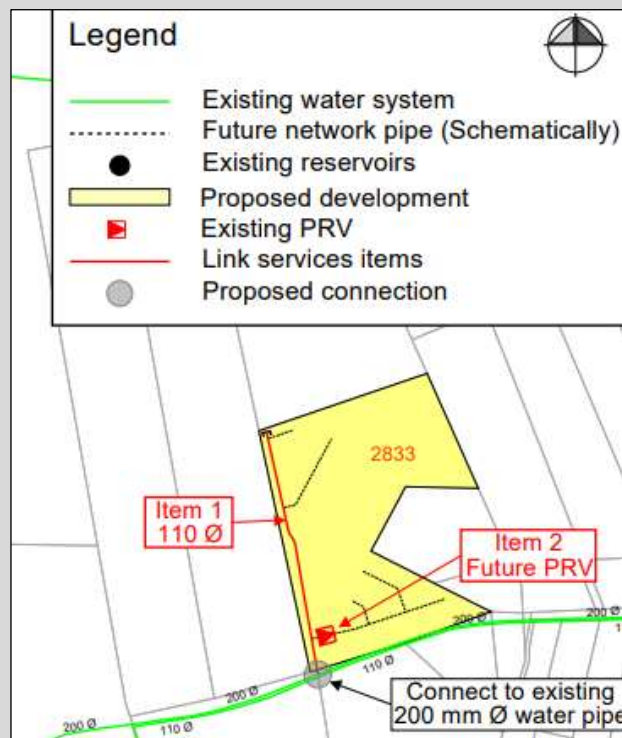 Legend
Existing water system
Future network pipe (Schematically)
Existing reservoirs
Proposed development
Existing PRV
Link services items
Proposed connection
2833
Item 1
110 Ø
Item 2
Future PRV
200 Ø
200 Ø
110 Ø
200 Ø
200 Ø
110 Ø
Connect to existing
200 mm Ø water pipe